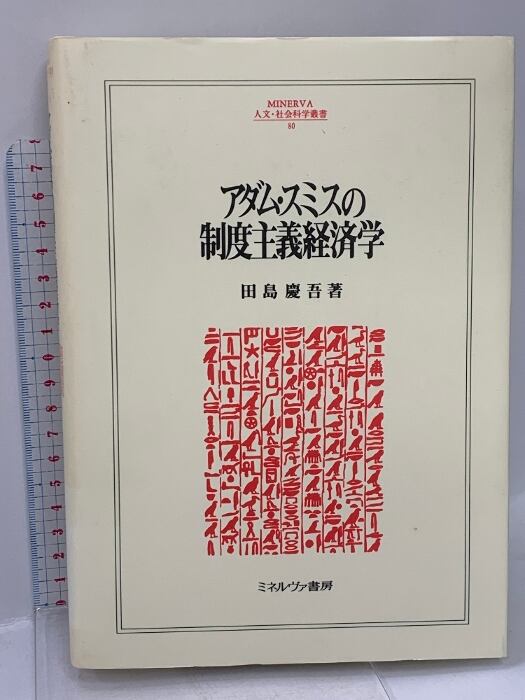 MINERVA
人文・社会科学叢書
80
アダム・スミスの
制度主義経済学
田島慶吾著
ミネルヴァ書房